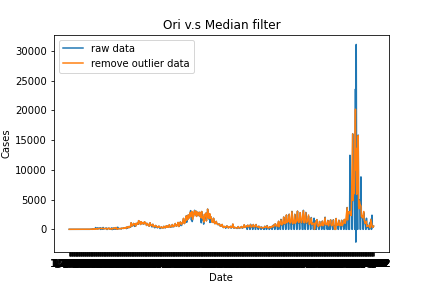 Ori v.s Median filter
raw data
remove outlier data
30000
25000
20000
15000
10000
5000
0
Cases
Date